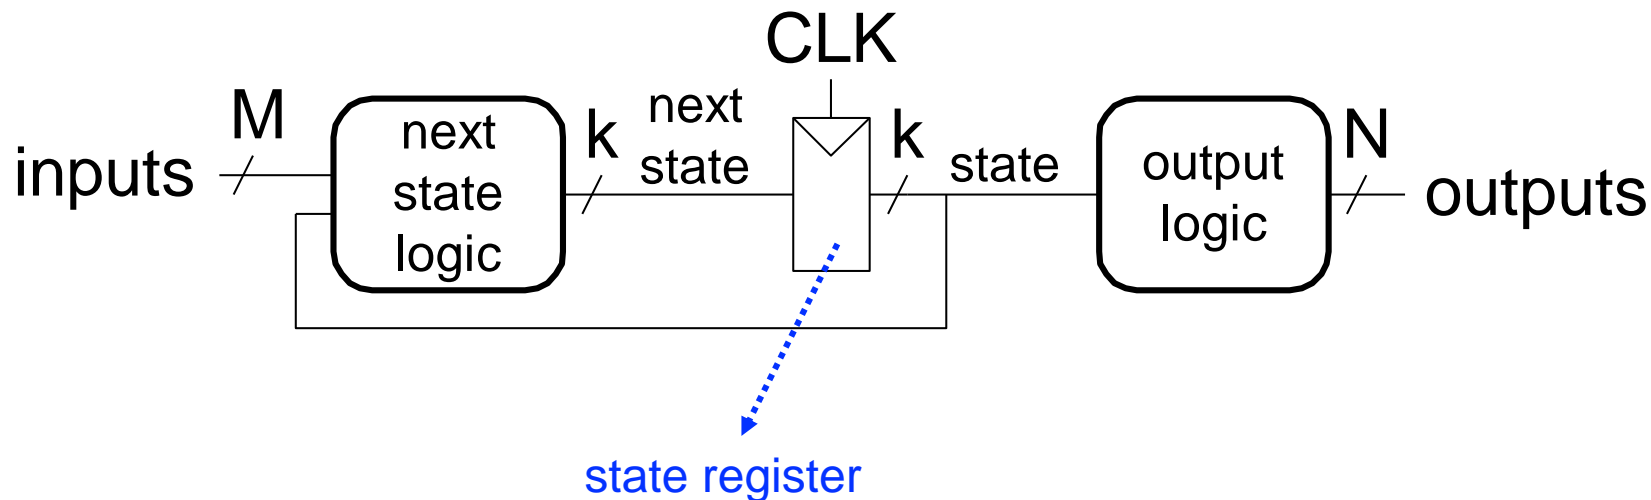 CLK
M
inputs
next
state
logic
k
next
state
k
state
output
logic
N
outputs
state register